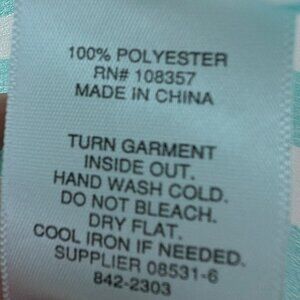 100% POLYESTER
RN# 108357
MADE IN CHINA
TURN GARMENT
INSIDE OUT.
HAND WASH COLD.
DO NOT BLEACH.
DRY FLAT.
COOL IRON IF NEEDED.
SUPPLIER 08531-6
842-2303